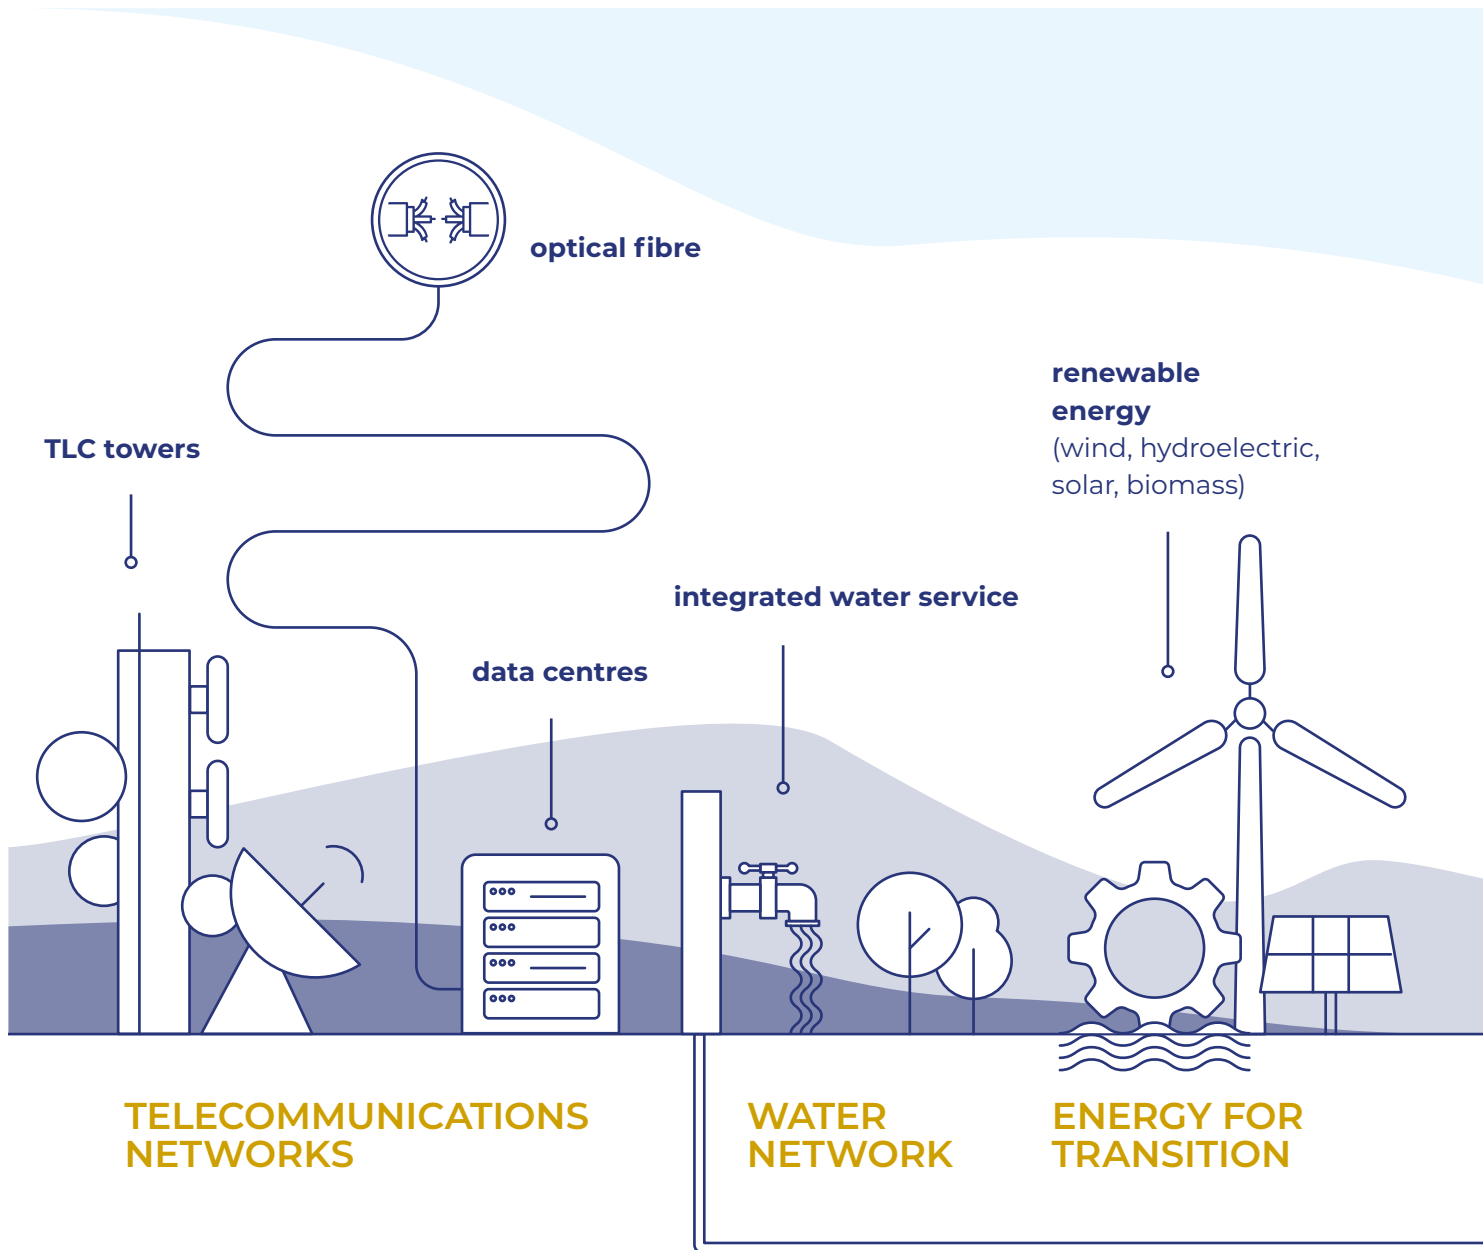 optical fibre
TLC towers
renewable
energy
(wind, hydroelectric,
solar, biomass)
integrated water service
data centres
TELECOMMUNICATIONS
NETWORKS
WATER
NETWORK
ENERGY FOR
TRANSITION